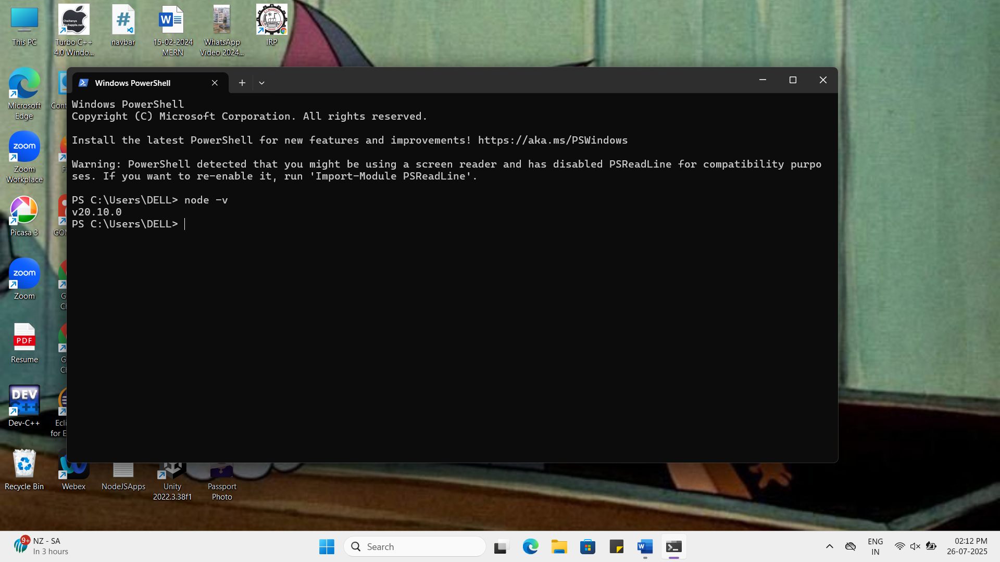 This PC
Turbo C++
4.0 Windo...
navbar
15-02-2024
MERN
WhatsApp
Video 2024...
IRP
Microsoft
Edge
zoom
Zoom
Workplace
Picasa 3
zoom
Zoom
PDF
Resume
DEV
C++
Dev-C++
Recycle Bin
Webex
NodeJSApps
Unity
2022.3.38f1
Passport
Photo
Windows PowerShell
Windows PowerShell
Copyright (C) Microsoft Corporation. All rights reserved.
Install the latest PowerShell for new features and improvements! https://aka.ms/PSWindows
Warning: PowerShell detected that you might be using a screen reader and has disabled PSReadLine for compatibility purpo
ses. If you want to re-enable it, run 'Import-Module PSReadLine'.
PS C:\Users\DELL> node -v
v20.10.0
PS C:\Users\DELL>
9+
NZ - SA
In 3 hours
Search
ENG
IN
02:12 PM
26-07-2025